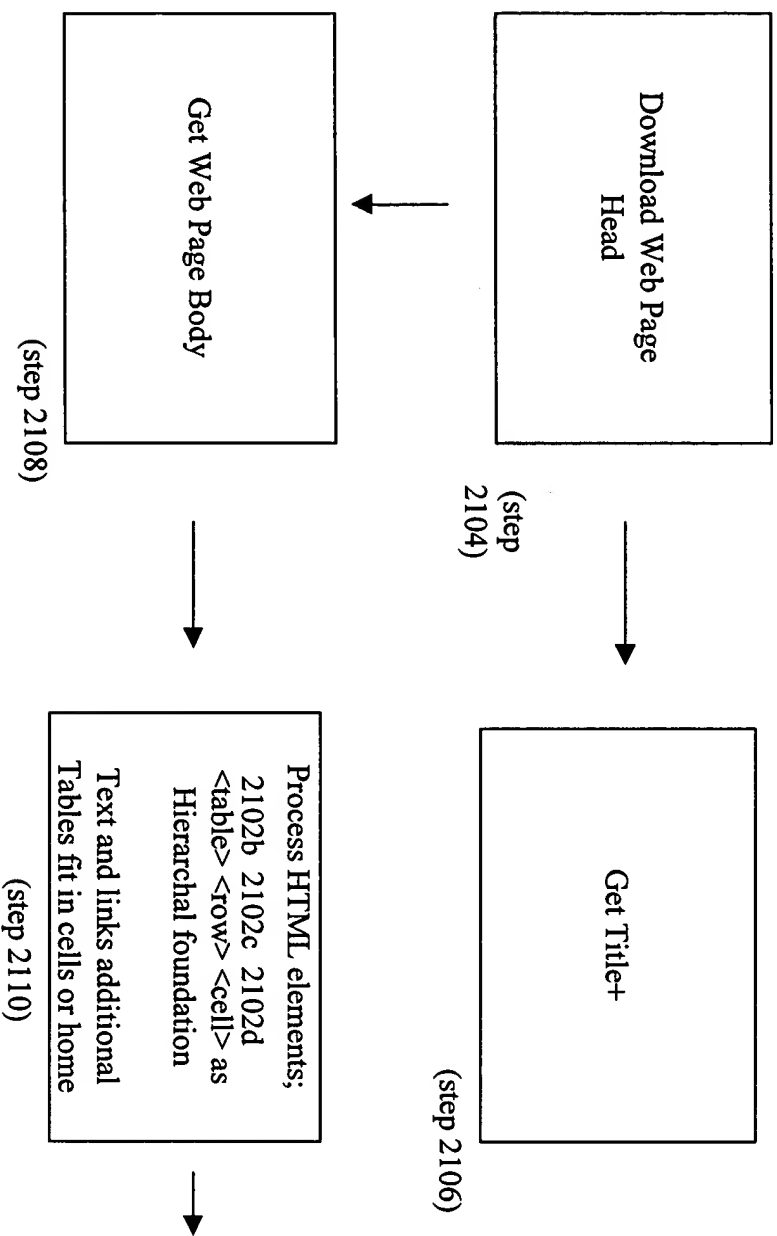 Download Web Page
Head
(step
2104)
Get Title+
(step 2106)
Get Web Page Body
(step 2108)
Process HTML elements;
2102b 2102c 2102d
<table> <row> <cell> as
Hierarchal foundation
Text and links additional
Tables fit in cells or home
(step 2110)